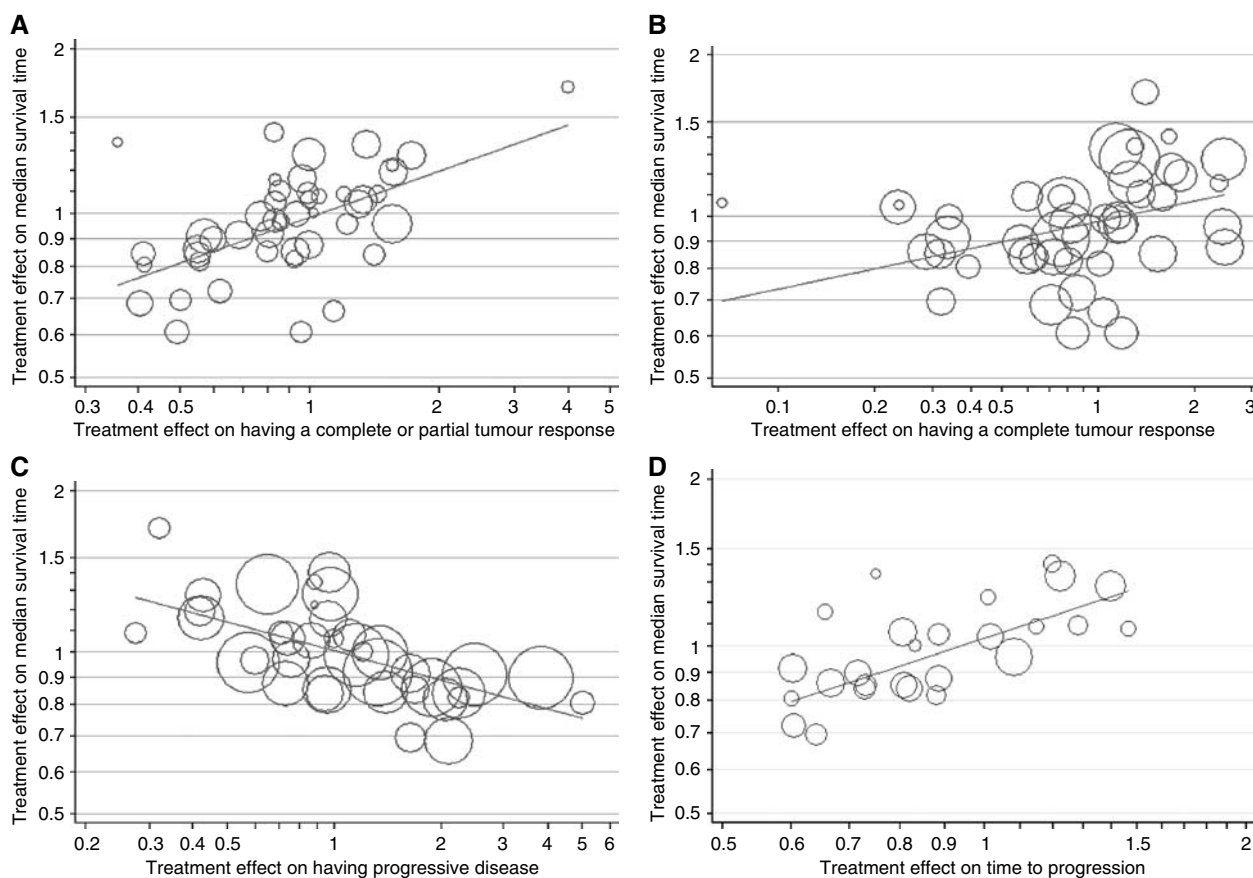 A
Treatment effect on median survival time
2
1.5
1
0.9
0.8
0.7
0.6
0.5
0.3 0.4 0.5 1 2 3 4 5
Treatment effect on having a complete or partial tumour response
B
Treatment effect on median survival time
2
1.5
1
0.9
0.8
0.7
0.6
0.5
0.1 0.2 0.3 0.4 0.5 1 2 3
Treatment effect on having a complete tumour response
C
Treatment effect on median survival time
2
1.5
1
0.9
0.8
0.7
0.6
0.5
0.2 0.3 0.4 0.5 1 2 3 4 5 6
Treatment effect on having progressive disease
D
Treatment effect on median survival time
2
1.5
1
0.9
0.8
0.7
0.6
0.5
0.5 0.6 0.7 0.8 0.9 1 1.5 2
Treatment effect on time to progression